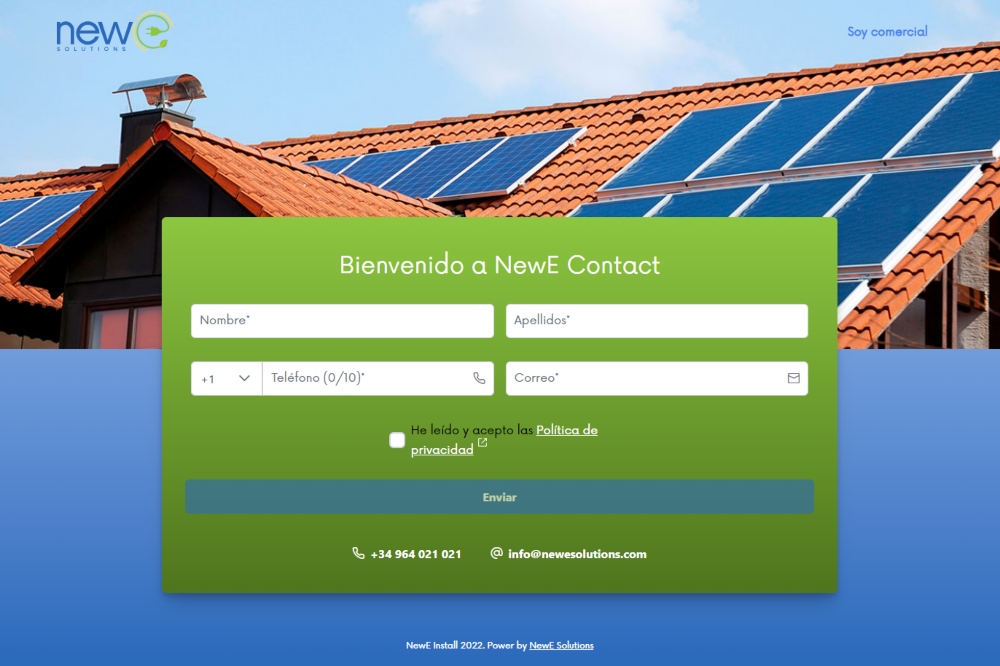 new
SOLUTIONS
Soy comercial
Bienvenido a NewE Contact
Nombre*
Apellidos*
+1
Teléfono (0/10)*
Correo*
He leído y acepto las Política de
privacidad
Enviar
+34 964 021 021
@ info@newesolutions.com
NewE Install 2022. Power by NewE Solutions